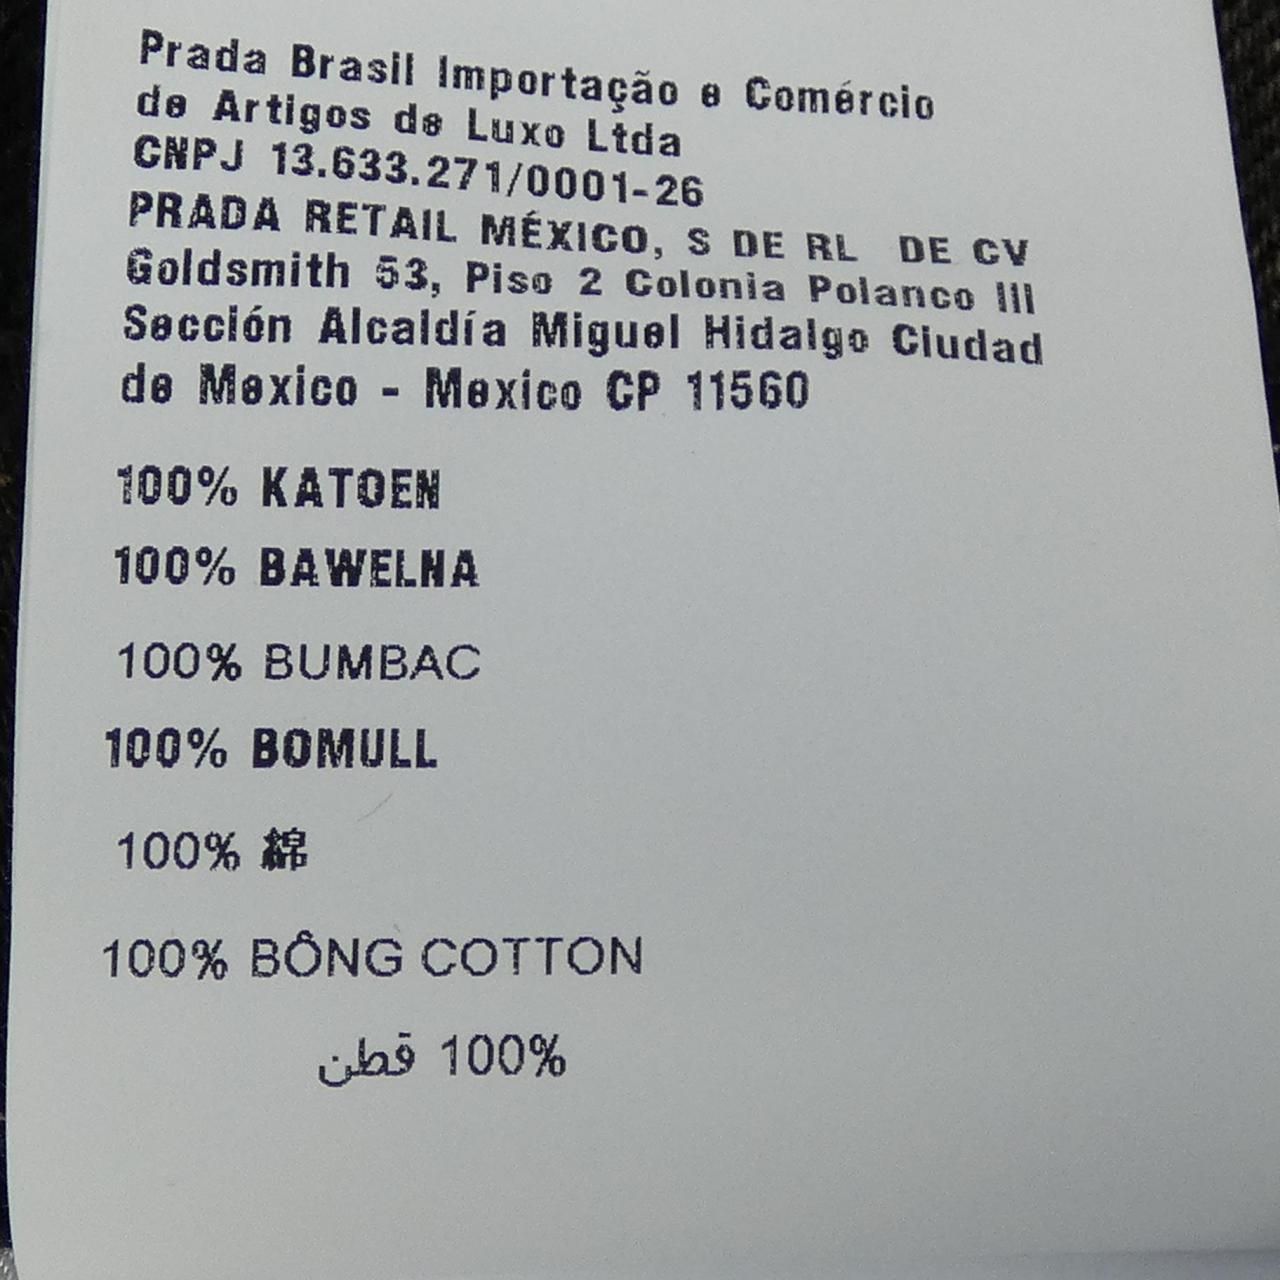 Prada Brasil Importação e Comércio
de Artigos de Luxo Ltda
CNPJ 13.633.271/0001-26
PRADA RETAIL MÉXICO, S DE RL DE CV
Goldsmith 53, Piso 2 Colonia Polanco III
Sección Alcaldía Miguel Hidalgo Ciudad
de Mexico - Mexico CP 11560
100% KATOEN
100% BAWELNA
100% BUMBAC
100% BOMULL
100% 綿
100% BÔNG COTTON
100% قطن